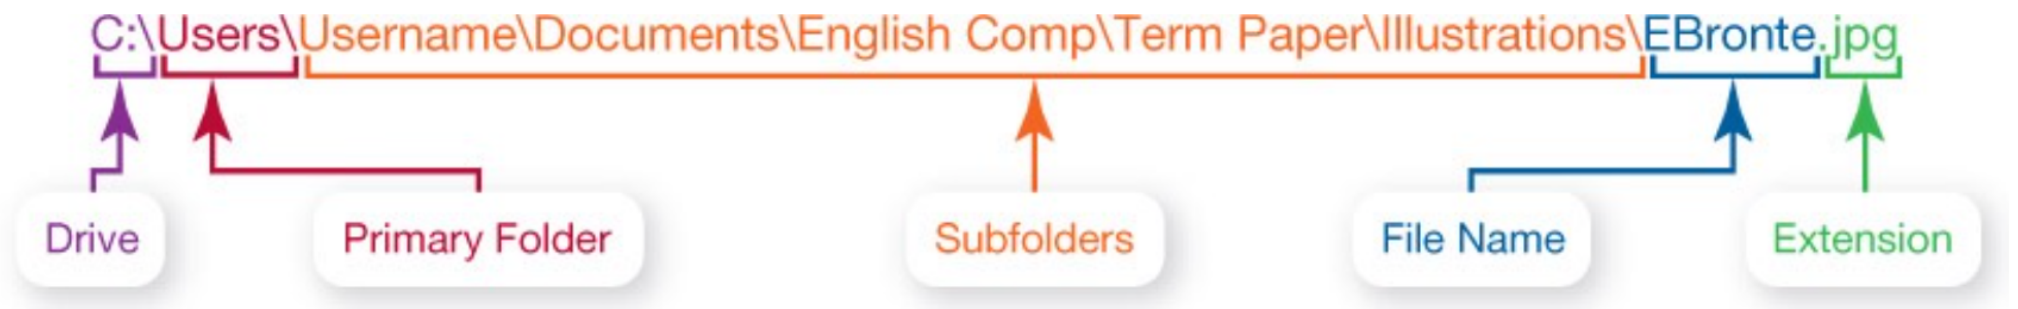 C:\Users\Username\Documents\English Comp\Term Paper\Illustrations\EBronte.jpg
Drive
Primary Folder
Subfolders
File Name
Extension